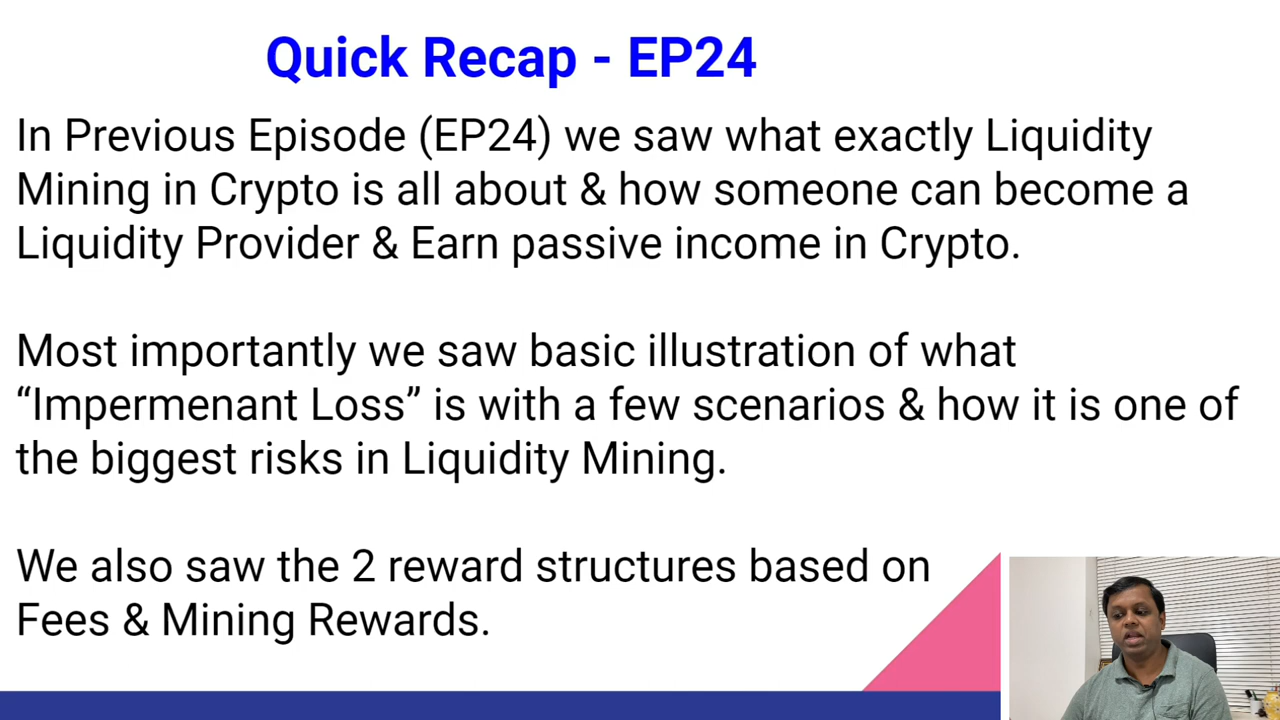 Quick Recap - EP24
In Previous Episode (EP24) we saw what exactly Liquidity
Mining in Crypto is all about & how someone can become a
Liquidity Provider & Earn passive income in Crypto.
Most importantly we saw basic illustration of what
“Impermenant Loss” is with a few scenarios & how it is one of
the biggest risks in Liquidity Mining.
We also saw the 2 reward structures based on
Fees & Mining Rewards.